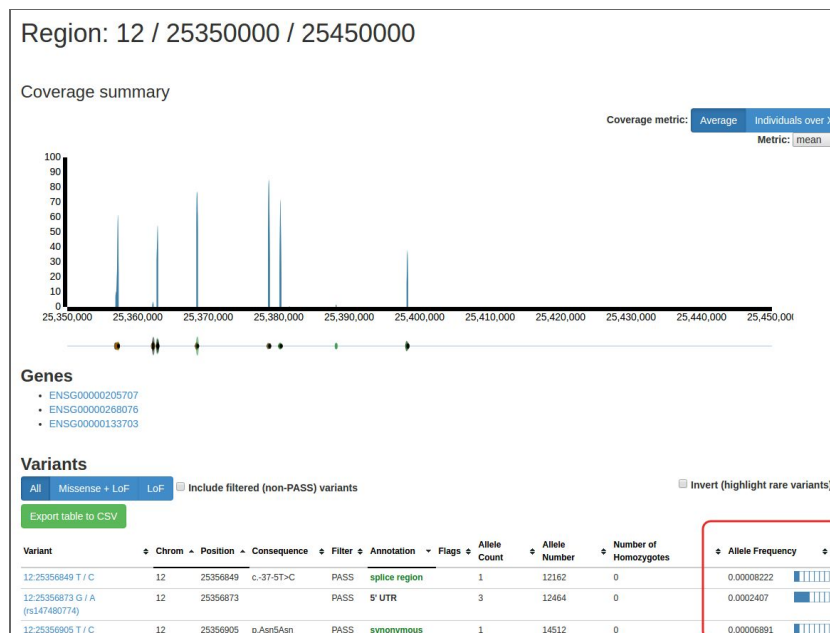 Region: 12 / 25350000 / 25450000
Coverage summary
Coverage metric: Average Individuals over
Metric: mean
100
90
80
70
60
50
40
30
20
10
0
25,350,000 25,360,000 25,370,000 25,380,000 25,390,000 25,400,000 25,410,000 25,420,000 25,430,000 25,440,000 25,450,00
Genes
• ENSG00000205707
• ENSG00000268076
• ENSG00000133703
Variants
All Missense + LoF LoF Include filtered (non-PASS) variants Invert (highlight rare variants)
Export table to CSV
Variant Chrom Position Consequence Filter Annotation Flags Allele Count Allele Number Number of Homozygotes Allele Frequency
12:25356849 T / C 12 25356849 c.-37-5T>C PASS splice region 1 12162 0 0.00008222
12:25356873 G / A 12 25356873 PASS 5' UTR 3 12464 0 0.0002407
(rs147480774)
12:25356905 T / C 12 25356905 p.Asn5Asn PASS synonymous 1 14512 0 0.00006891